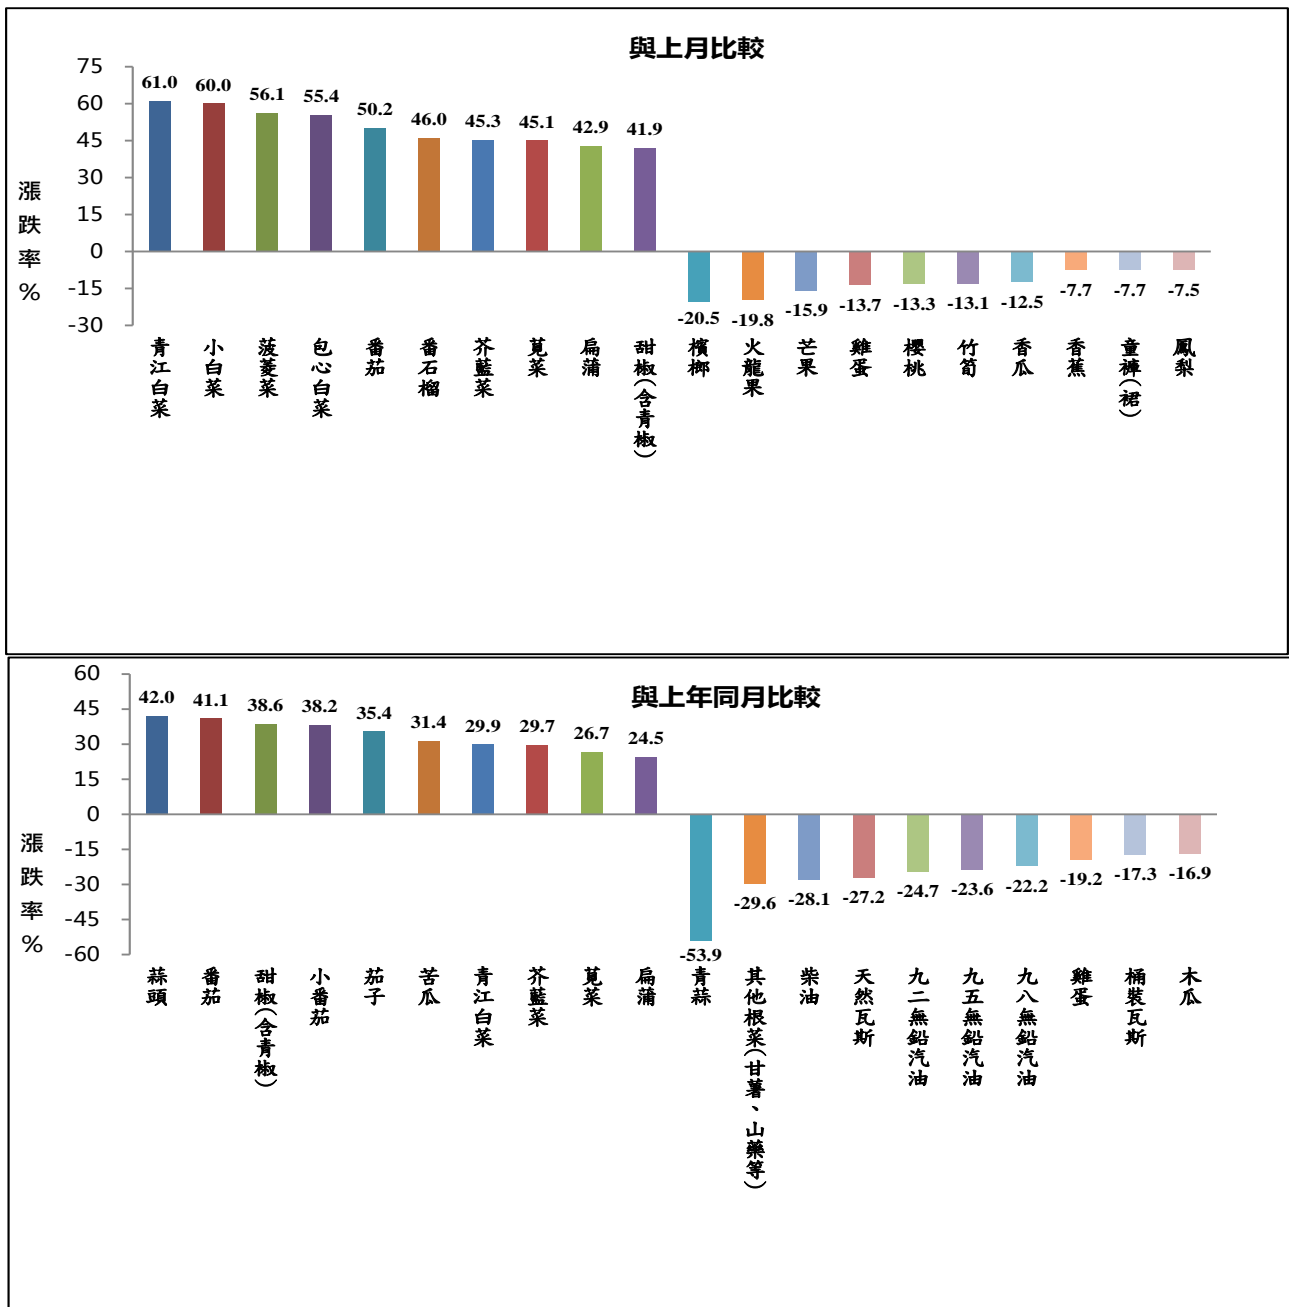 與上月比較
75
60
45
30
15
0
-15
-30
漲跌率%
61.0
60.0
56.1
55.4
50.2
46.0
45.3
45.1
42.9
41.9
-20.5
-19.8
-15.9
-13.7
-13.3
-13.1
-12.5
-7.7
-7.7
-7.5
青江白菜
小白菜
菠菱菜
包心白菜
番茄
番石榴
芥藍菜
莧菜
扁蒲
甜椒(含青椒)
檳榔
火龍果
芒果
雞蛋
櫻桃
竹筍
香瓜
香蕉
童褲(裙)
鳳梨
與上年同月比較
60
45
30
15
0
-15
-30
-45
-60
漲跌率%
42.0
41.1
38.6
38.2
35.4
31.4
29.9
29.7
26.7
24.5
-53.9
-29.6
-28.1
-27.2
-24.7
-23.6
-22.2
-19.2
-17.3
-16.9
蒜頭
番茄
甜椒(含青椒)
小番茄
茄子
苦瓜
青江白菜
芥藍菜
莧菜
扁蒲
青蒜
其他根菜(甘薯、山藥等)
柴油
天然瓦斯
九二無鉛汽油
九五無鉛汽油
九八無鉛汽油
雞蛋
桶裝瓦斯
木瓜